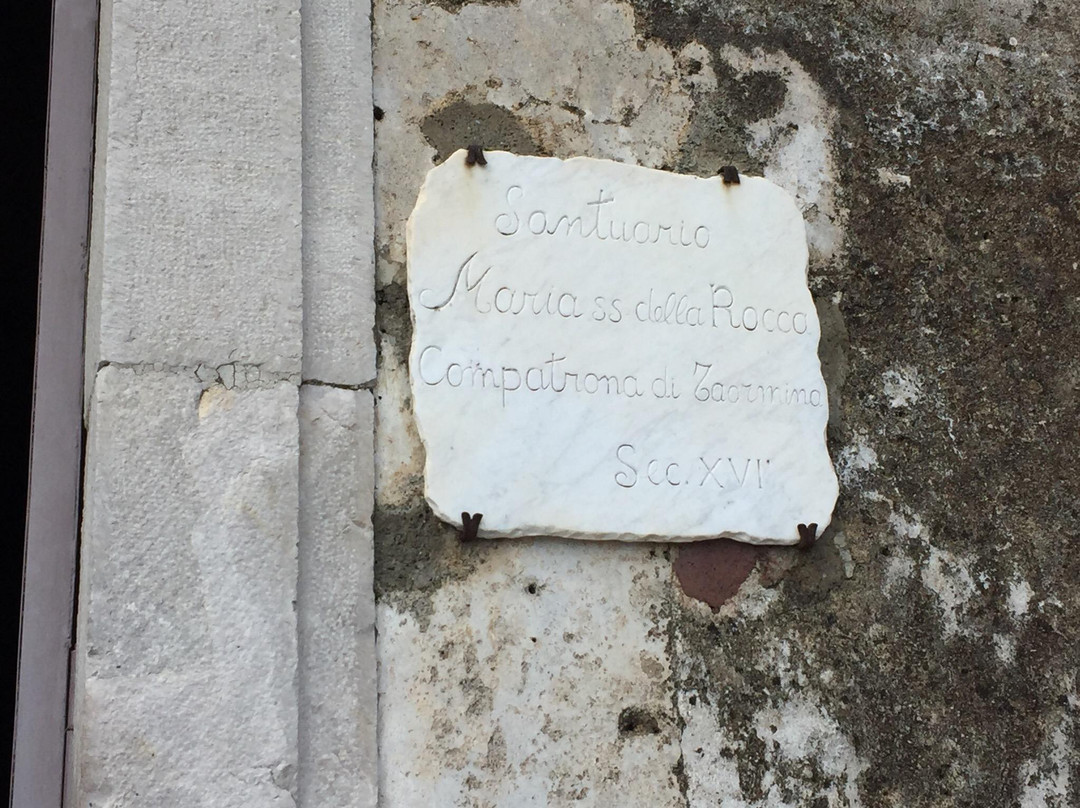 Santuario
Maria ss della Rocca
Compatrona di Taormina
Sec. XVI